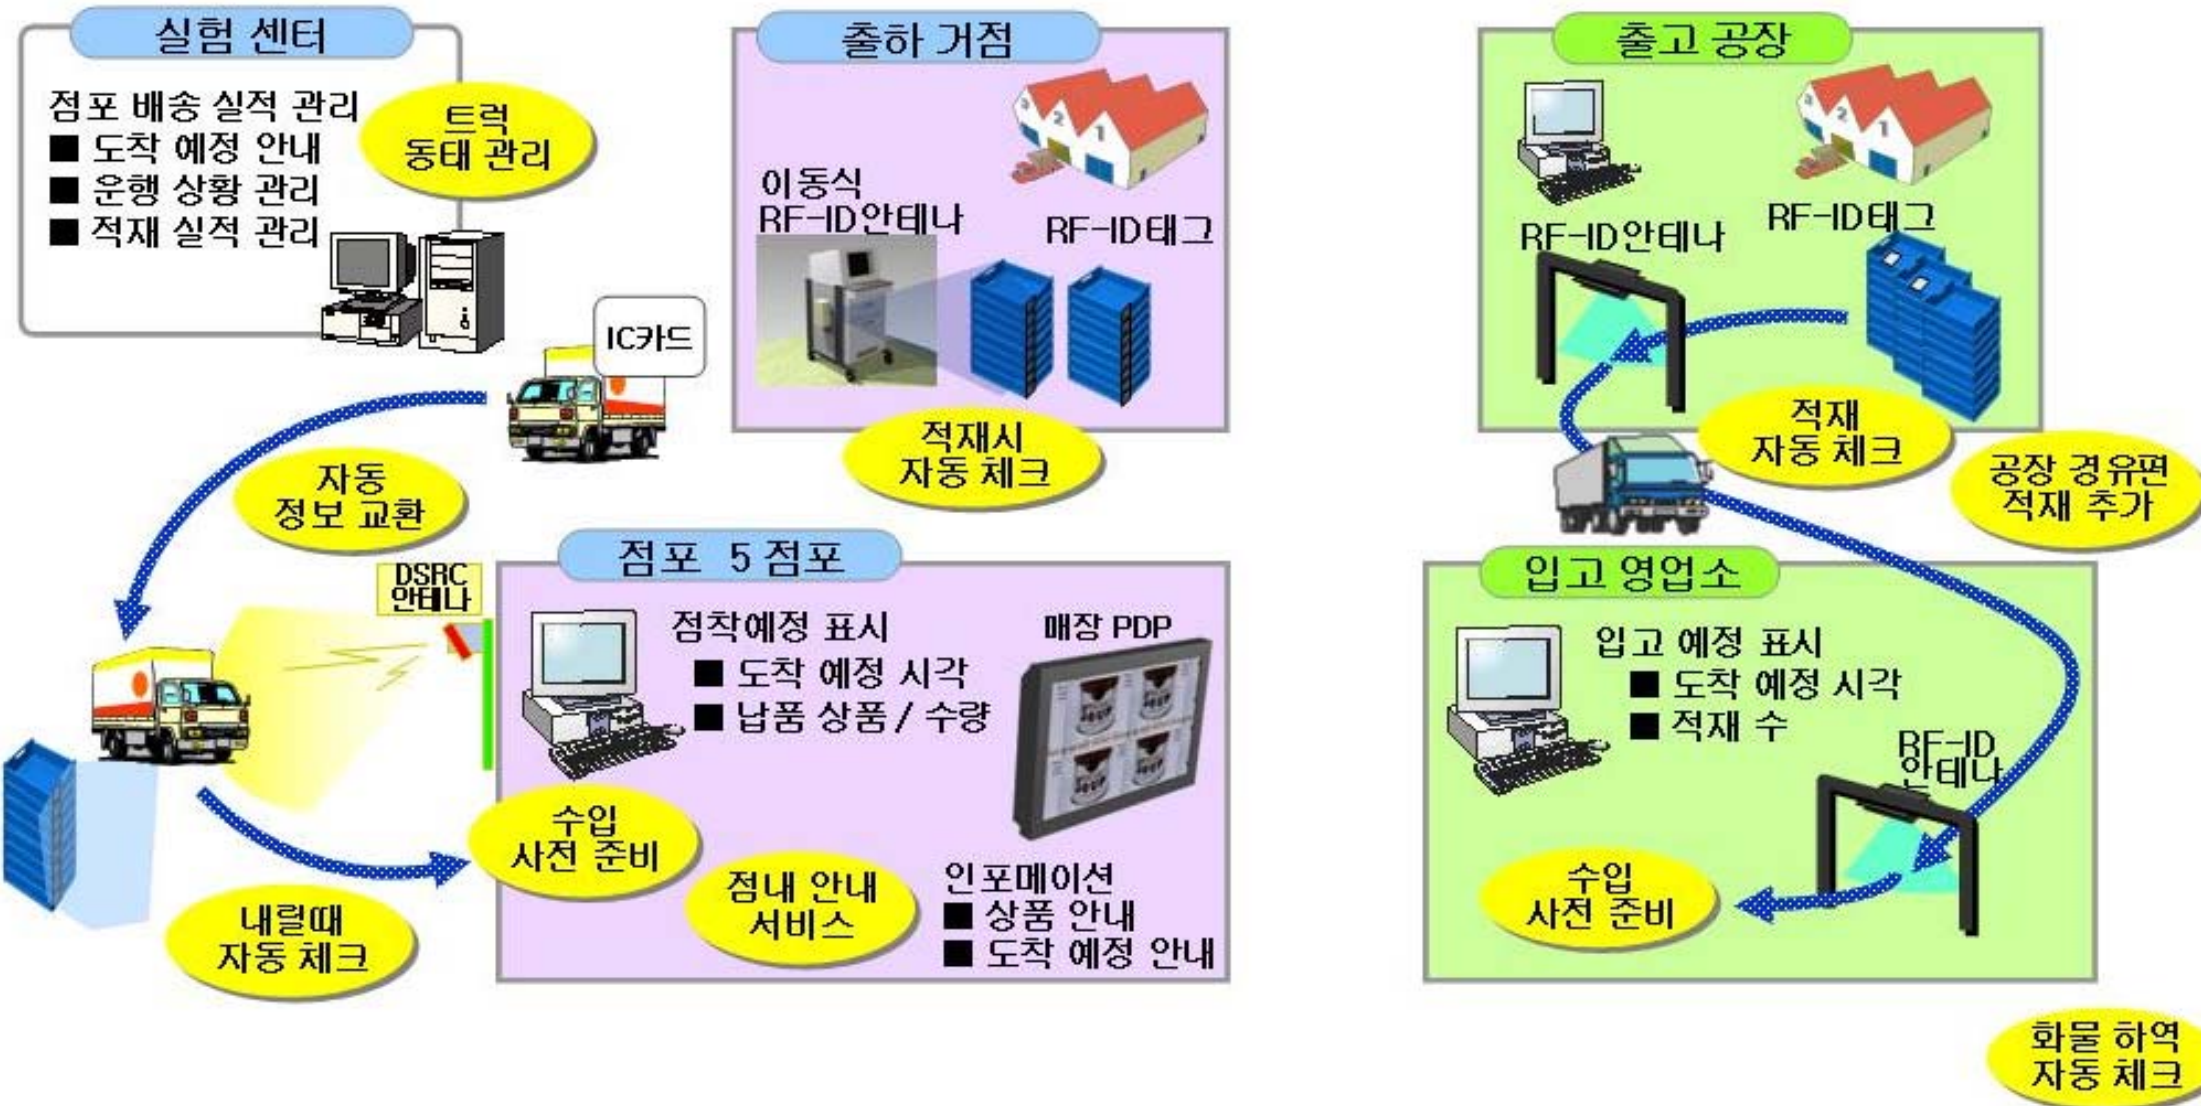 실험 센터
점포 배송 실적 관리
■ 도착 예정 안내
■ 운행 상황 관리
■ 적재 실적 관리
트럭
동태 관리
IC카드
자동
정보 교환
출하 거점
이동식
RF-ID안테나
RF-ID태그
3
2
1
적재시
자동 체크
DSRC
안테나
점포 5 점포
점착예정 표시
■ 도착 예정 시각
■ 납품 상품 / 수량
매장 PDP
수입
사전 준비
점내 안내
서비스
인포메이션
■ 상품 안내
■ 도착 예정 안내
내릴때
자동 체크
출고 공장
3
2
1
RF-ID안테나
RF-ID태그
적재
자동 체크
공장 경유편
적재 추가
입고 영업소
입고 예정 표시
■ 도착 예정 시각
■ 적재 수
RF-ID
안테나
수입
사전 준비
화물 하역
자동 체크